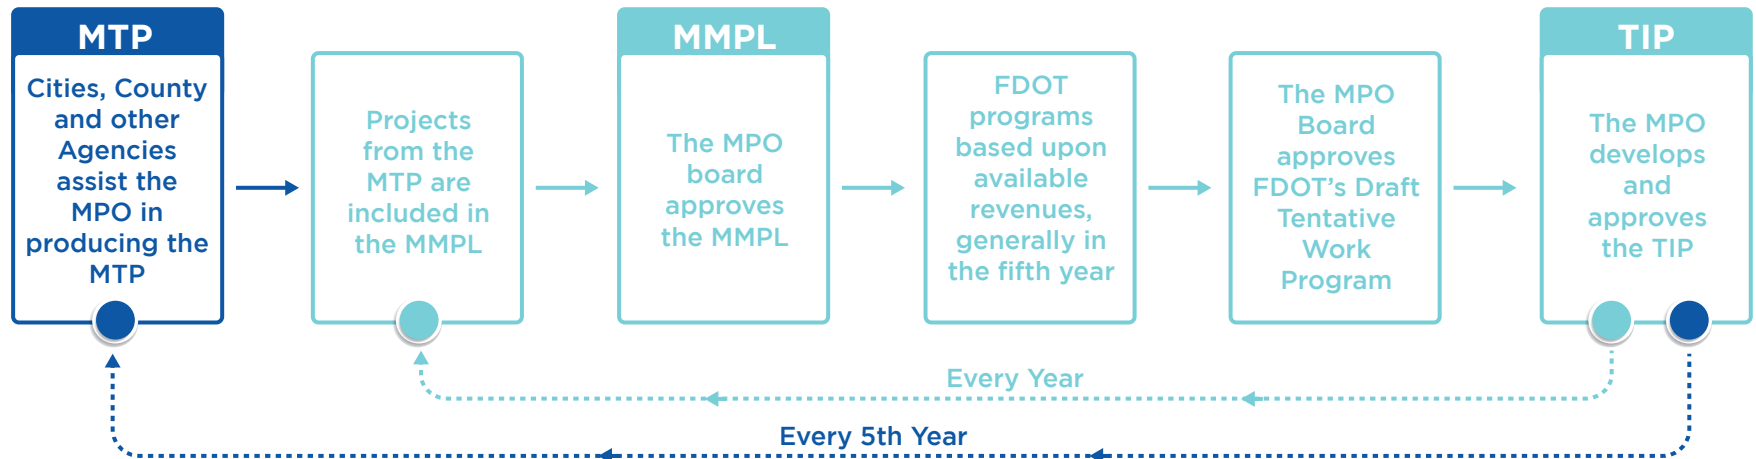 MTP
Cities, County
and other
Agencies
assist the
MPO in
producing the
MTP
Projects
from the
MTP are
included in
the MMPL
MMPL
The MPO
board
approves
the MMPL
FDOT
programs
based upon
available
revenues,
generally in
the fifth year
The MPO
Board
approves
FDOT’s Draft
Tentative
Work
Program
TIP
The MPO
develops
and
approves
the TIP
Every Year
Every 5th Year